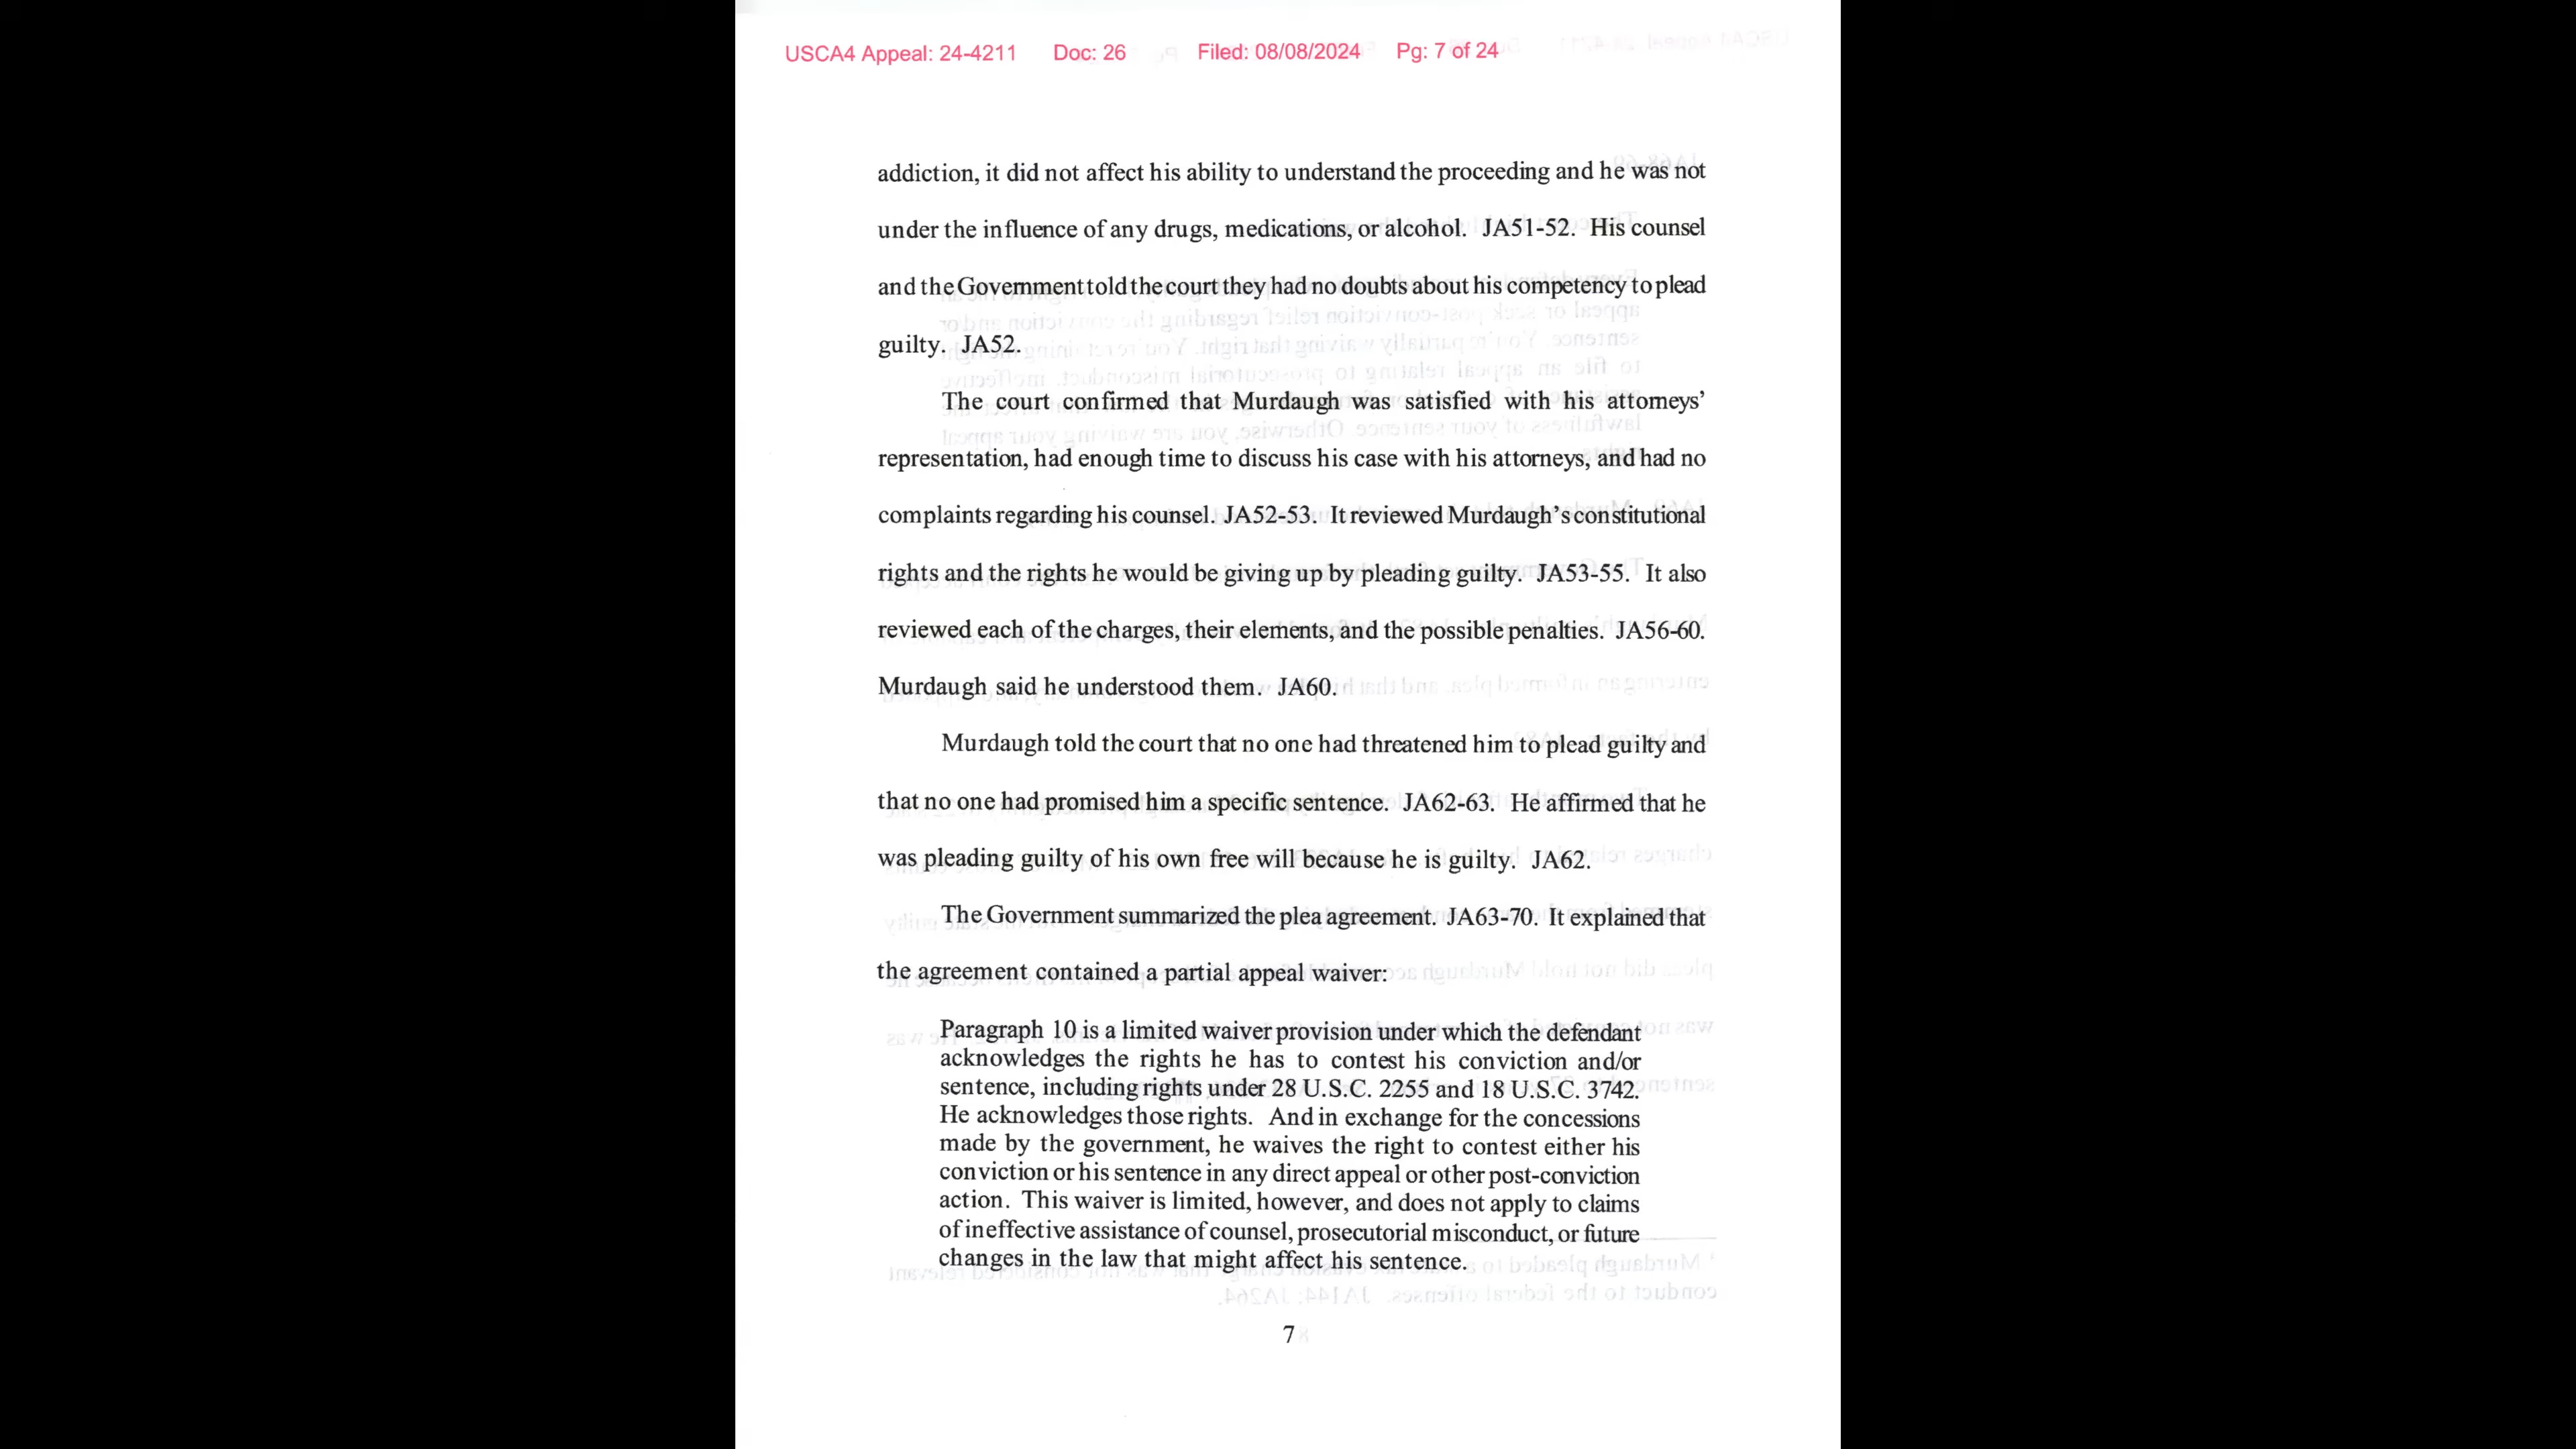 USCA4 Appeal: 24-4211 Doc: 26 Filed: 08/08/2024 Pg: 7 of 24
addiction, it did not affect his ability to understand the proceeding and he was not
under the influence of any drugs, medications, or alcohol. JA51-52. His counsel
and the Government told the court they had no doubts about his competency to plead
guilty. JA52.
The court confirmed that Murdaugh was satisfied with his attorneys’
representation, had enough time to discuss his case with his attorneys, and had no
complaints regarding his counsel. JA52-53. It reviewed Murdaugh’s constitutional
rights and the rights he would be giving up by pleading guilty. JA53-55. It also
reviewed each of the charges, their elements, and the possible penalties. JA56-60.
Murdaugh said he understood them. JA60.
Murdaugh told the court that no one had threatened him to plead guilty and
that no one had promised him a specific sentence. JA62-63. He affirmed that he
was pleading guilty of his own free will because he is guilty. JA62.
The Government summarized the plea agreement. JA63-70. It explained that
the agreement contained a partial appeal waiver:
Paragraph 10 is a limited waiver provision under which the defendant
acknowledges the rights he has to contest his conviction and/or
sentence, including rights under 28 U.S.C. 2255 and 18 U.S.C. 3742.
He acknowledges those rights. And in exchange for the concessions
made by the government, he waives the right to contest either his
conviction or his sentence in any direct appeal or other post-conviction
action. This waiver is limited, however, and does not apply to claims
of ineffective assistance of counsel, prosecutorial misconduct, or future
changes in the law that might affect his sentence.
7